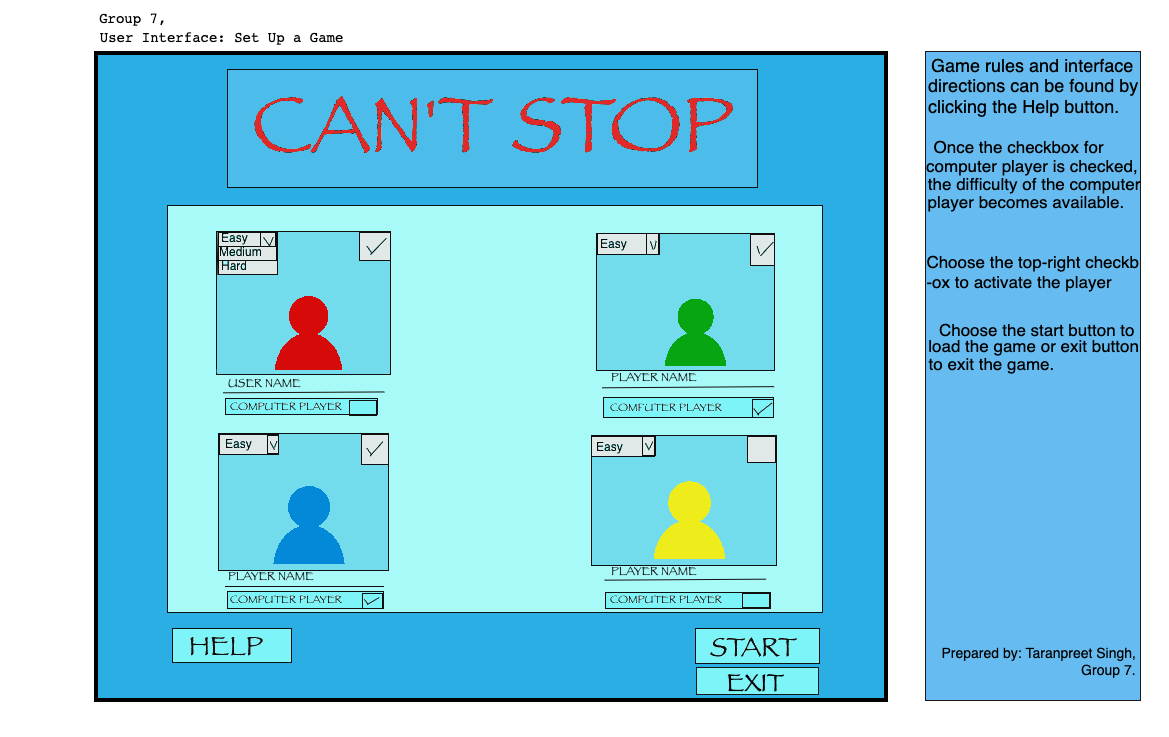 Group 7,
User Interface: Set Up a Game
CAN'T STOP
Easy V
Medium
Hard
USER NAME
COMPUTER PLAYER
Easy V
PLAYER NAME
COMPUTER PLAYER
Easy V
PLAYER NAME
COMPUTER PLAYER
Easy V
PLAYER NAME
COMPUTER PLAYER
HELP
START
EXIT
Game rules and interface
directions can be found by
clicking the Help button.
Once the checkbox for
computer player is checked,
the difficulty of the computer
player becomes available.
Choose the top-right checkb
-ox to activate the player
Choose the start button to
load the game or exit button
to exit the game.
Prepared by: Taranpreet Singh,
Group 7.